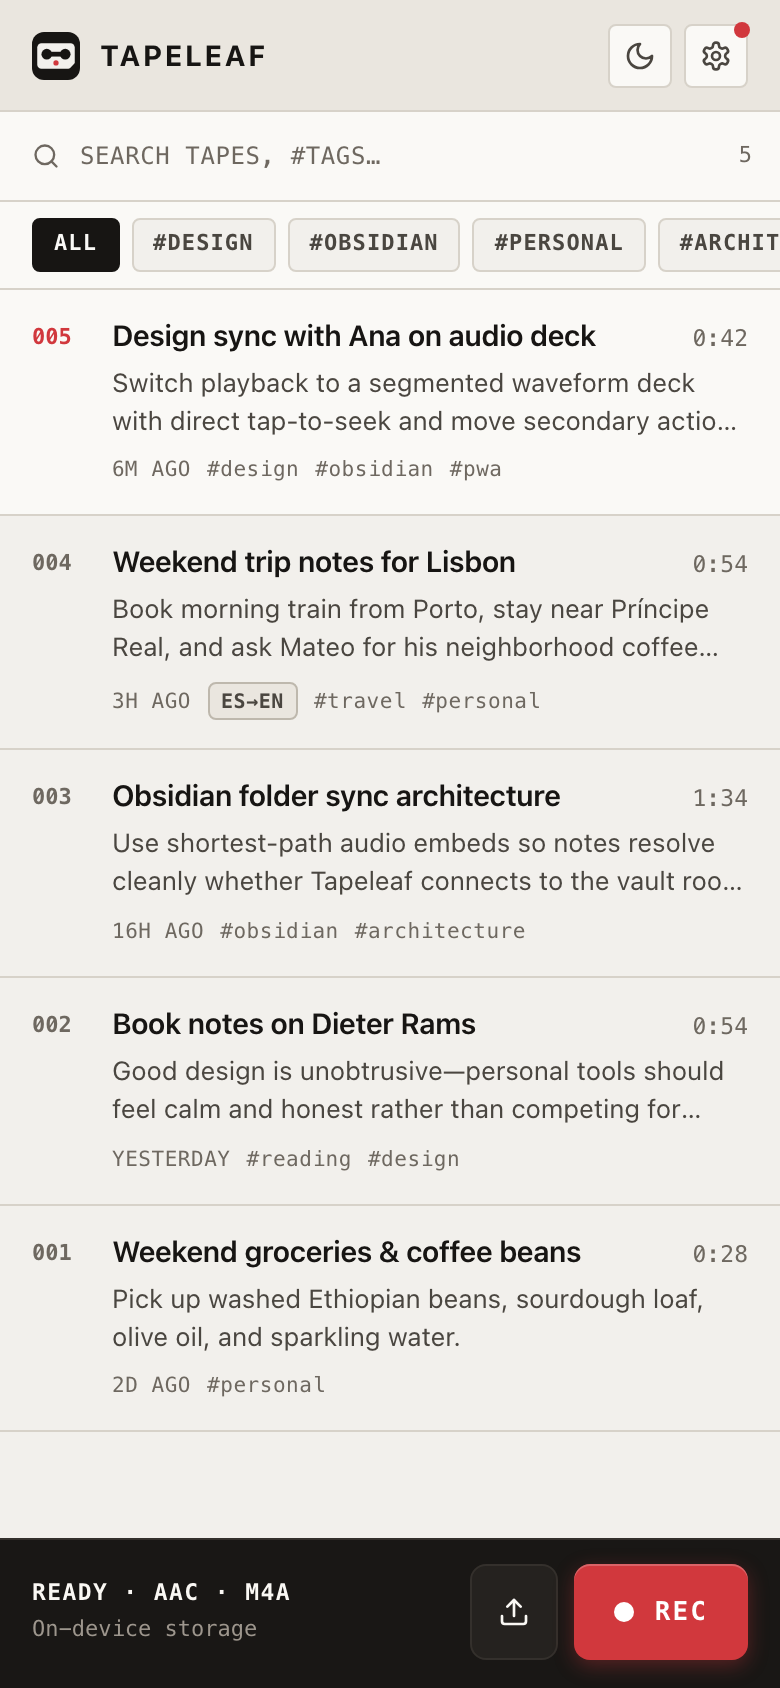 TAPELEAF
SEARCH TAPES, #TAGS…
5
ALL
#DESIGN
#OBSIDIAN
#PERSONAL
#ARCHIT
005
Design sync with Ana on audio deck
0:42
Switch playback to a segmented waveform deck
with direct tap-to-seek and move secondary actio…
6M AGO #design #obsidian #pwa
004
Weekend trip notes for Lisbon
0:54
Book morning train from Porto, stay near Príncipe
Real, and ask Mateo for his neighborhood coffee…
3H AGO ES→EN #travel #personal
003
Obsidian folder sync architecture
1:34
Use shortest-path audio embeds so notes resolve
cleanly whether Tapeleaf connects to the vault roo…
16H AGO #obsidian #architecture
002
Book notes on Dieter Rams
0:54
Good design is unobtrusive—personal tools should
feel calm and honest rather than competing for…
YESTERDAY #reading #design
001
Weekend groceries & coffee beans
0:28
Pick up washed Ethiopian beans, sourdough loaf,
olive oil, and sparkling water.
2D AGO #personal
READY · AAC · M4A
On-device storage
REC